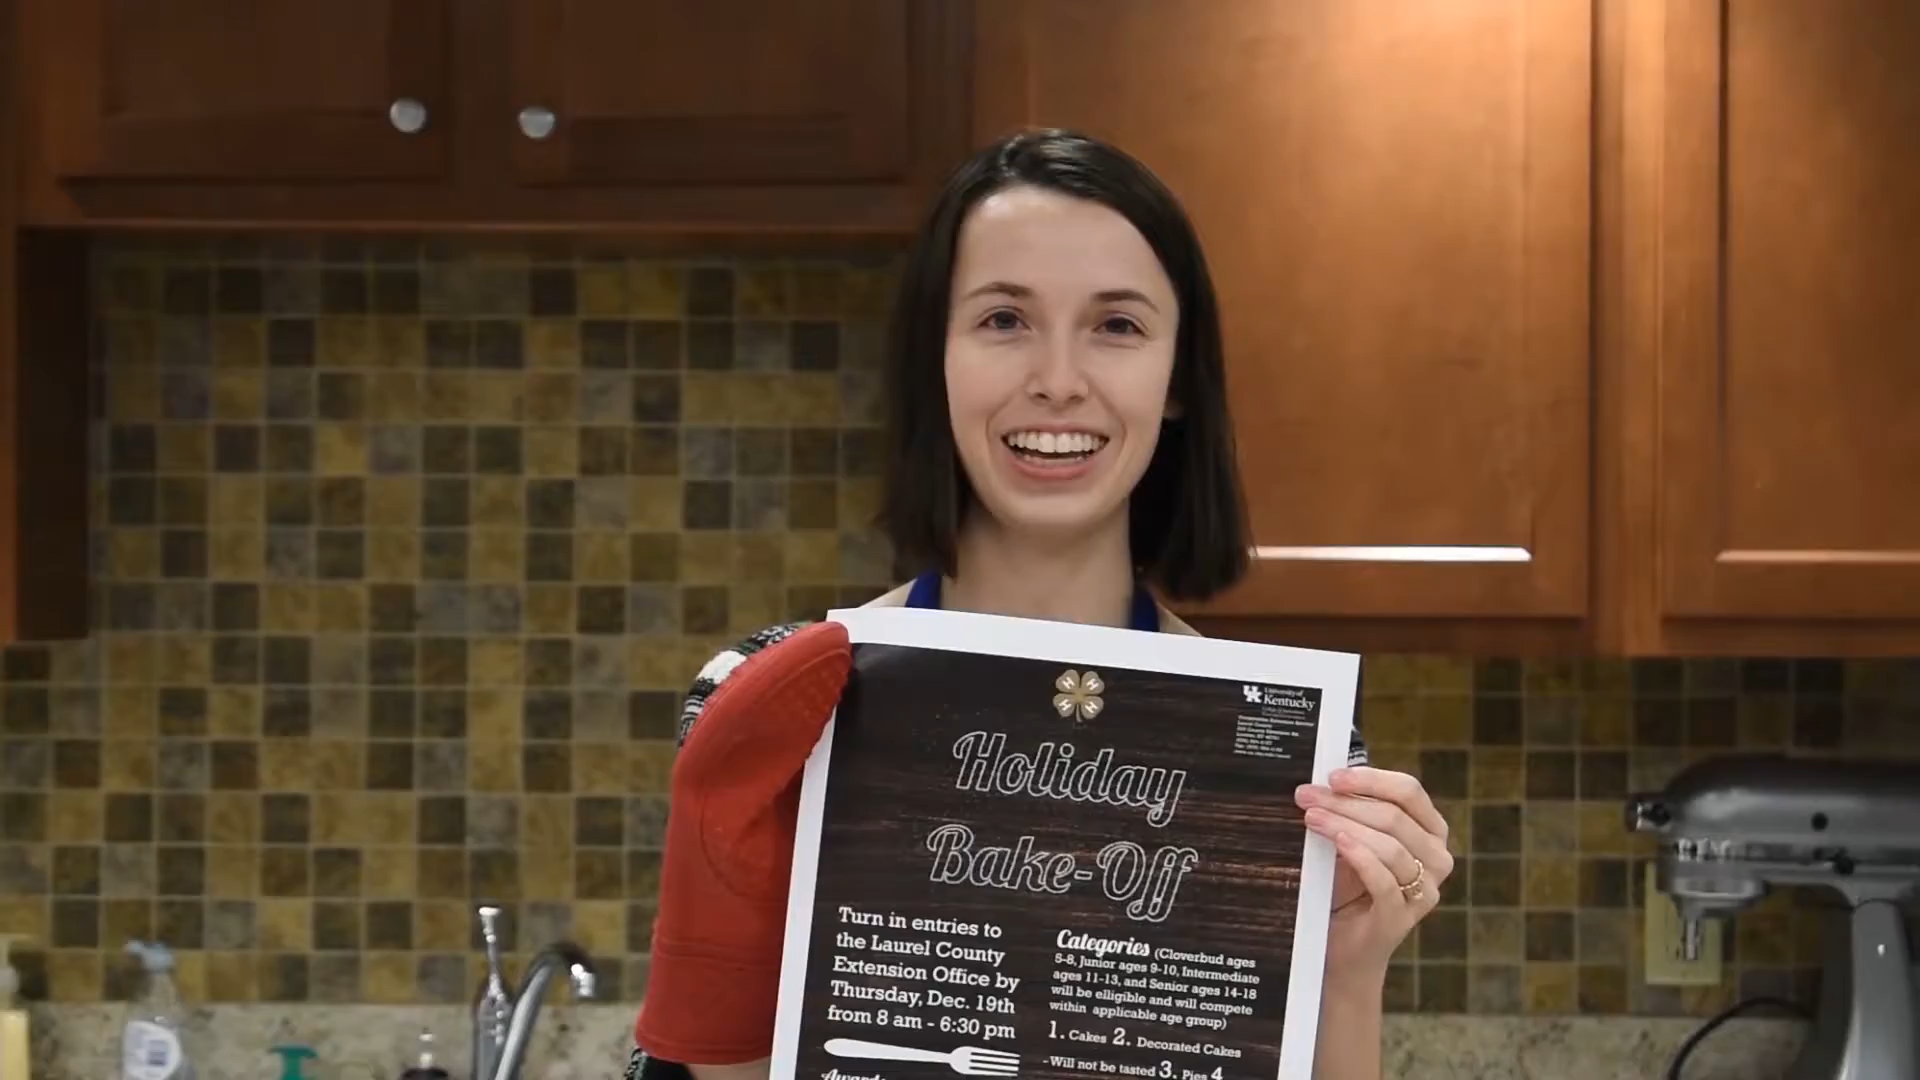 H H
H H
University of
Kentucky
Holiday
Bake-Off
Turn in entries to
the Laurel County
Extension Office by
Thursday, Dec. 19th
from 8 am - 6:30 pm
Awards
Categories (Cloverbud ages
5-8, Junior ages 9-10, Intermediate
ages 11-13, and Senior ages 14-18
will be elligible and will compete
within applicable age group)
1. Cakes 2. Decorated Cakes
-Will not be tasted 3. Pies 4